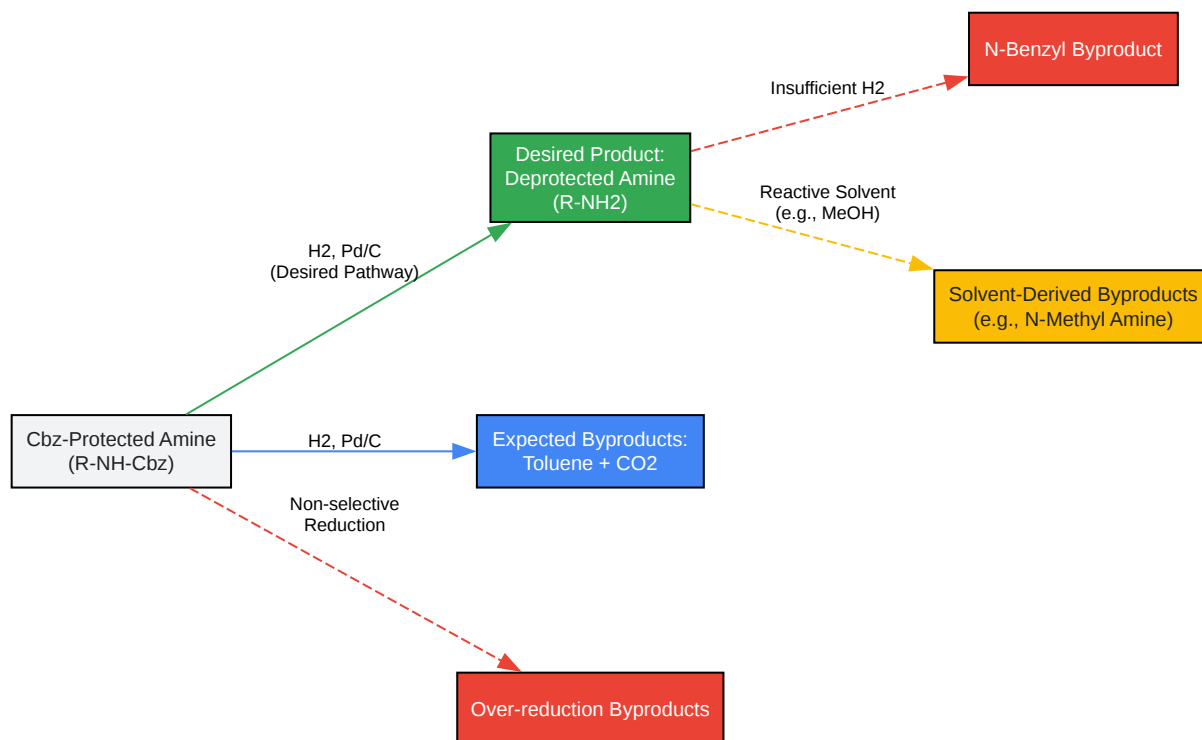 N-Benzyl Byproduct
Insufficient H2
Desired Product:
Deprotected Amine
(R-NH2)
Reactive Solvent
(e.g., MeOH)
H2, Pd/C
(Desired Pathway)
Solvent-Derived Byproducts
(e.g., N-Methyl Amine)
Cbz-Protected Amine
(R-NH-Cbz)
H2, Pd/C
Expected Byproducts:
Toluene + CO2
Non-selective
Reduction
Over-reduction Byproducts